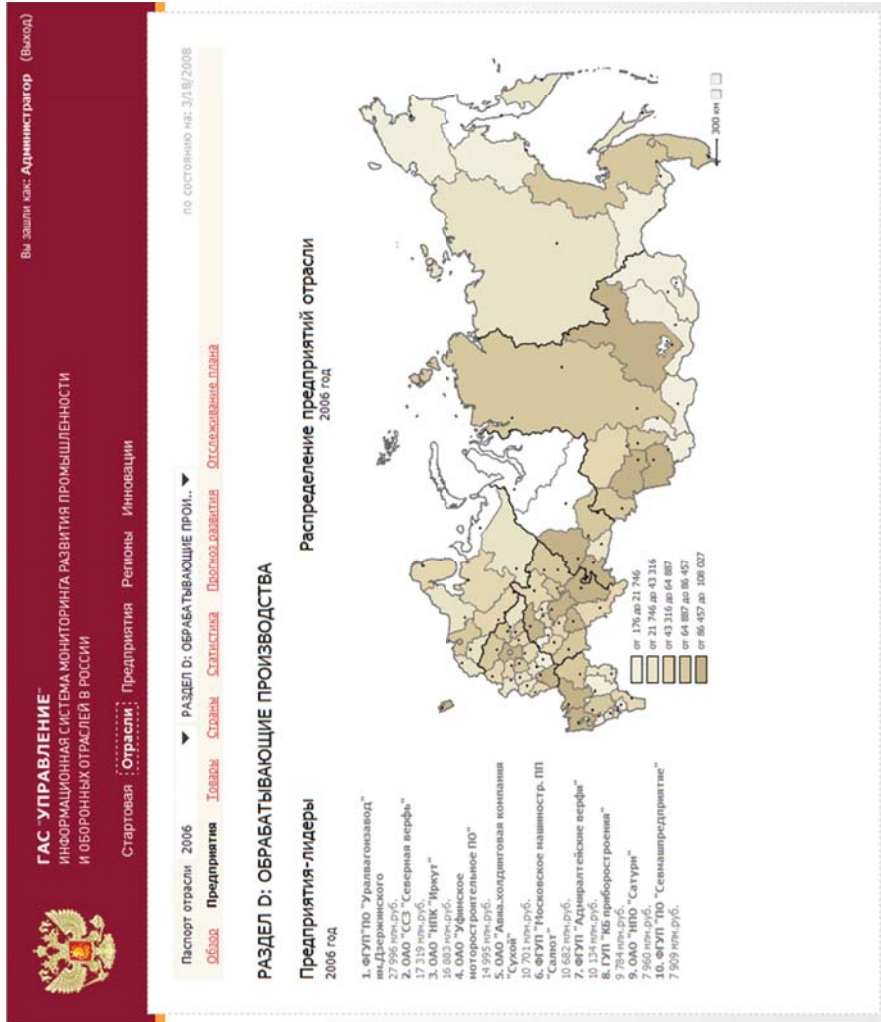 Вы зашли как: Администратор (Выход)
ГАС "УПРАВЛЕНИЕ"
ИНФОРМАЦИОННАЯ СИСТЕМА МОНИТОРИНГА РАЗВИТИЯ ПРОМЫШЛЕННОСТИ
И ОБОРОННЫХ ОТРАСЛЕЙ В РОССИИ
Стартовая Отрасли Предприятия Регионы Инновации
Паспорт отрасли 2006 РАЗДЕЛ D: ОБРАБАТЫВАЮЩИЕ ПРОИ... по состоянию на: 3/18/2008
Обзор Предприятия Товары Страны Статистика Прогноз развития Отслеживание плана
РАЗДЕЛ D: ОБРАБАТЫВАЮЩИЕ ПРОИЗВОДСТВА
Предприятия-лидеры
2006 год
1. ФГУП"ПО "Уралвагонзавод"
им.Дзержинского
27 996 млн.руб.
2. ОАО "ССЗ "Северная верфь"
17 319 млн.руб.
3. ОАО "НПК "Иркут"
16 883 млн.руб.
4. ОАО "Уфимское
моторостроительное ПО"
14 995 млн.руб.
5. ОАО "Авиа.холдинговая компания
"Сухой" 10 701 млн.руб.
6. ФГУП "Московское машиностр. ПП
"Салют"
10 682 млн.руб.
7. ФГУП "Адмиралтейские верфи"
10 134 млн.руб.
8. ГУП "КБ приборостроения"
9 784 млн.руб.
9. ОАО "НПО "Сатурн"
7 960 млн.руб.
10. ФГУП "ПО "Севмашпредприятие"
7 909 млн.руб.
Распределение предприятий отрасли
2006 год
от 176 до 21 746
от 21 746 до 43 316
от 43 316 до 64 887
от 64 887 до 86 457
от 86 457 до 108 027
300 км